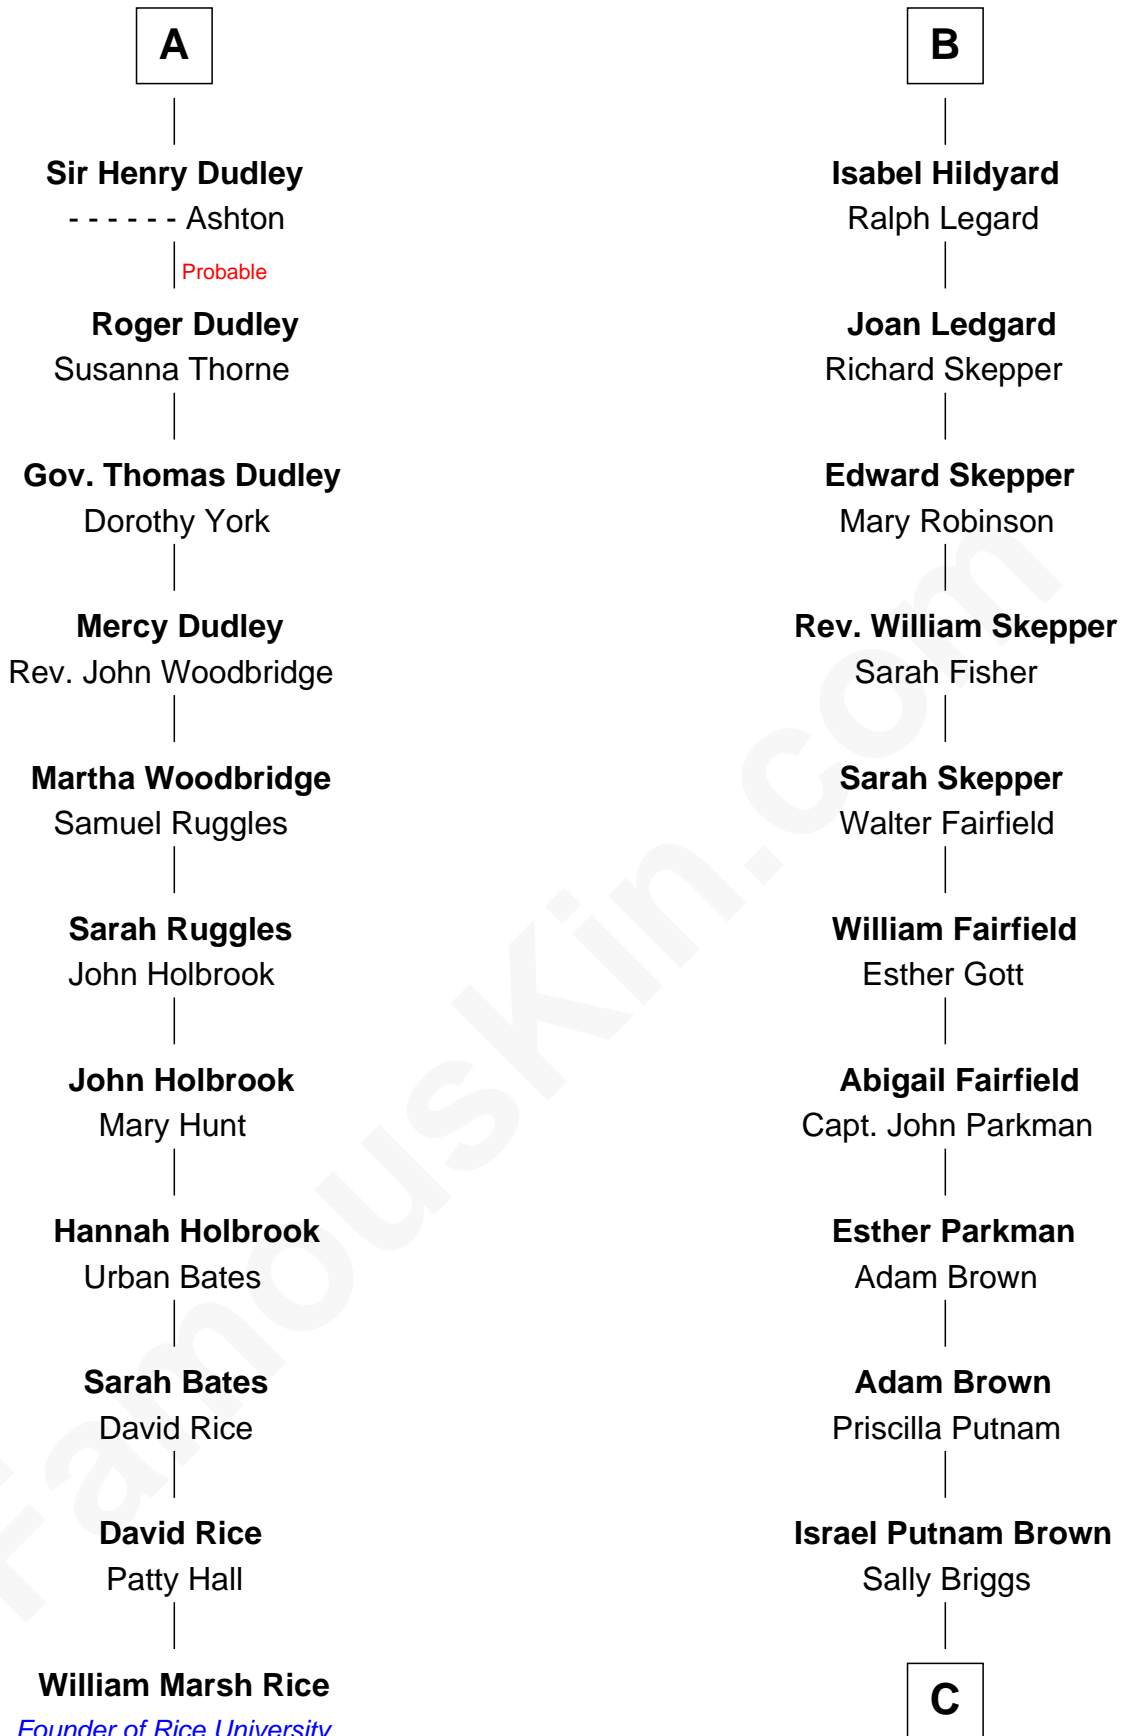 A
Sir Henry Dudley
- - - - - - Ashton
Probable
Roger Dudley
Susanna Thorne
Gov. Thomas Dudley
Dorothy York
Mercy Dudley
Rev. John Woodbridge
Martha Woodbridge
Samuel Ruggles
Sarah Ruggles
John Holbrook
John Holbrook
Mary Hunt
Hannah Holbrook
Urban Bates
Sarah Bates
David Rice
David Rice
Patty Hall
William Marsh Rice
Founder of Rice University
B
Isabel Hildyard
Ralph Legard
Joan Ledgard
Richard Skepper
Edward Skepper
Mary Robinson
Rev. William Skepper
Sarah Fisher
Sarah Skepper
Walter Fairfield
William Fairfield
Esther Gott
Abigail Fairfield
Capt. John Parkman
Esther Parkman
Adam Brown
Adam Brown
Priscilla Putnam
Israel Putnam Brown
Sally Briggs
C
FamousKin.com